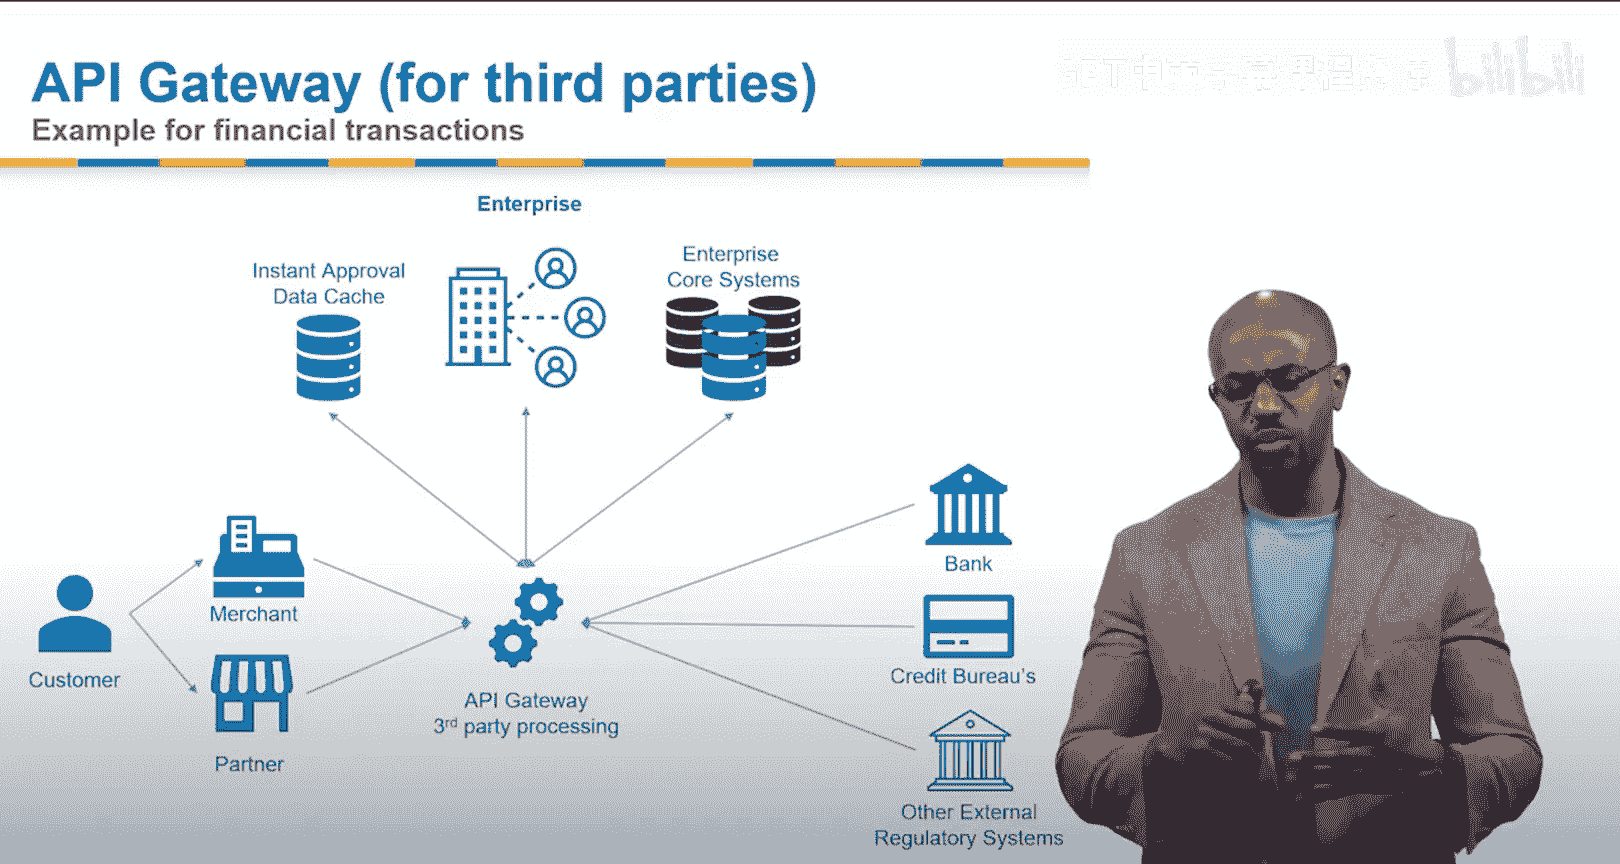 API Gateway (for third parties)
Example for financial transactions
bilibili
Enterprise
Instant Approval
Data Cache
Enterprise
Core Systems
Merchant
Customer
Partner
API Gateway
3rd party processing
Bank
Credit Bureau's
Other External
Regulatory Systems